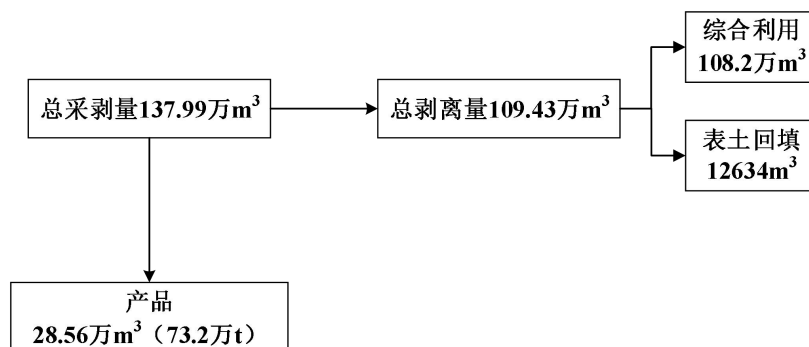 综合利用
108.2万m³
总采剥量137.99万m³
总剥离量109.43万m³
表土回填
12634m³
产品
28.56万m³（73.2万t）